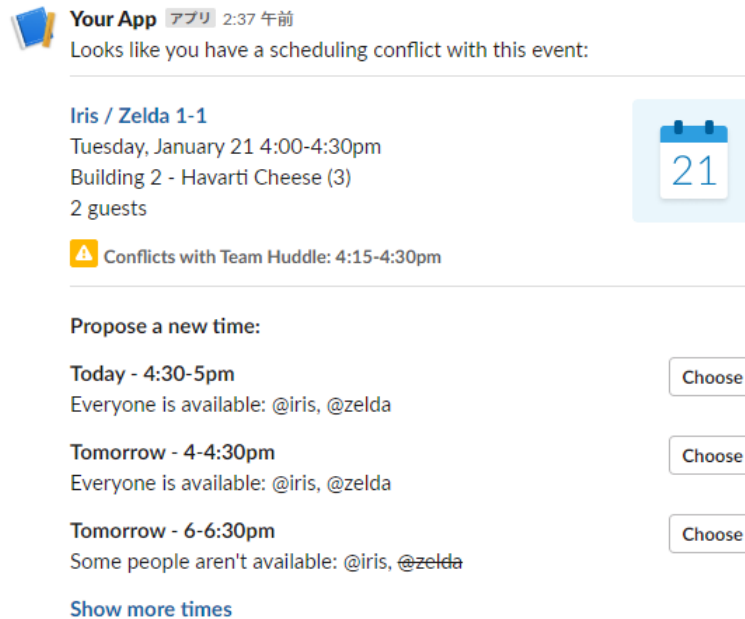 Your App アプリ 2:37 午前
Looks like you have a scheduling conflict with this event:
Iris / Zelda 1-1
Tuesday, January 21 4:00-4:30pm
Building 2 - Havarti Cheese (3)
2 guests
21
Conflicts with Team Huddle: 4:15-4:30pm
Propose a new time:
Today - 4:30-5pm
Everyone is available: @iris, @zelda
Choose
Tomorrow - 4-4:30pm
Everyone is available: @iris, @zelda
Choose
Tomorrow - 6-6:30pm
Some people aren't available: @iris, @zelda
Choose
Show more times